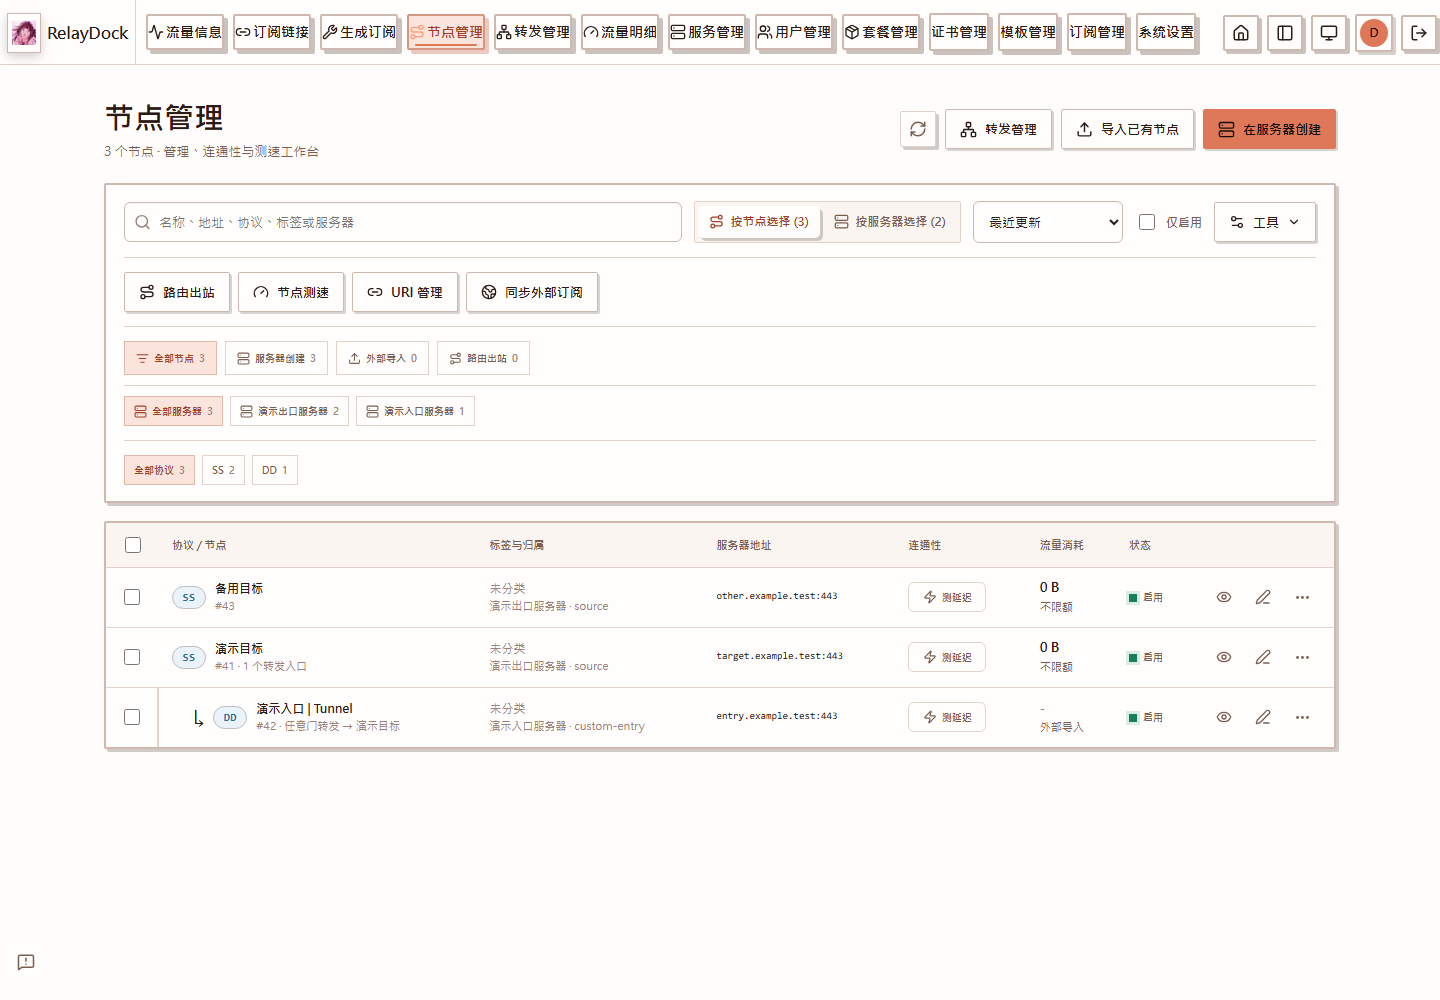 RelayDock 流量信息 订阅链接 生成订阅 节点管理 转发管理 流量明细 服务管理 用户管理 套餐管理 证书管理 模板管理 订阅管理 系统设置 D
节点管理
3 个节点 · 管理、连通性与测速工作台
转发管理 导入已有节点 在服务器创建
名称、地址、协议、标签或服务器 按节点选择 (3) 按服务器选择 (2) 最近更新 仅启用 工具
路由出站 节点测速 URI 管理 同步外部订阅
全部节点 3 服务器创建 3 外部导入 0 路由出站 0
全部服务器 3 演示出口服务器 2 演示入口服务器 1
全部协议 3 SS 2 DD 1
协议 / 节点 标签与归属 服务器地址 连通性 流量消耗 状态
SS 备用目标 未分类 other.example.test:443 测延迟 0 B 启用
#43 演示出口服务器 · source 不限额
SS 演示目标 未分类 target.example.test:443 测延迟 0 B 启用
#41 · 1 个转发入口 演示出口服务器 · source 不限额
DD 演示入口 | Tunnel 未分类 entry.example.test:443 测延迟 - 启用
#42 · 任意门转发 → 演示目标 演示入口服务器 · custom-entry 外部导入